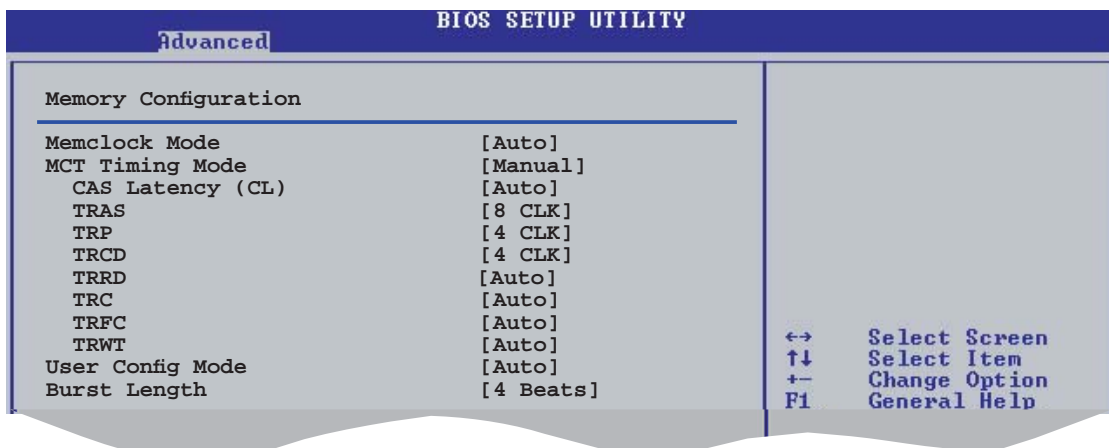 BIOS SETUP UTILITY
Advanced
Memory Configuration
Memclock Mode [Auto]
MCT Timing Mode [Manual]
CAS Latency (CL) [Auto]
TRAS [8 CLK]
TRP [4 CLK]
TRCD [4 CLK]
TRRD [Auto]
TRC [Auto]
TRFC [Auto]
TRWT [Auto]
User Config Mode [Auto]
Burst Length [4 Beats]
←→ Select Screen
↑↓ Select Item
+- Change Option
F1 General Help